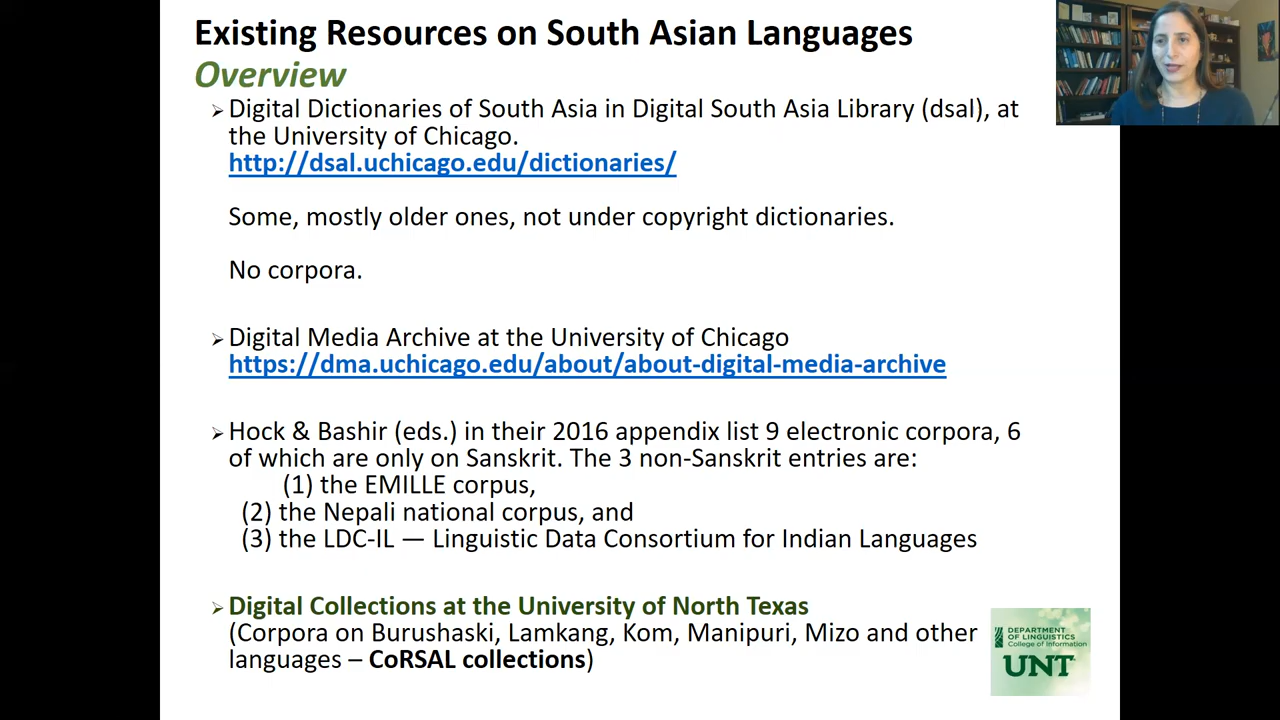 Existing Resources on South Asian Languages
Overview
➢ Digital Dictionaries of South Asia in Digital South Asia Library (dsal), at
the University of Chicago.
http://dsal.uchicago.edu/dictionaries/
Some, mostly older ones, not under copyright dictionaries.
No corpora.
➢ Digital Media Archive at the University of Chicago
https://dma.uchicago.edu/about/about-digital-media-archive
➢ Hock & Bashir (eds.) in their 2016 appendix list 9 electronic corpora, 6
of which are only on Sanskrit. The 3 non-Sanskrit entries are:
(1) the EMILLE corpus,
(2) the Nepali national corpus, and
(3) the LDC-IL — Linguistic Data Consortium for Indian Languages
➢ Digital Collections at the University of North Texas
(Corpora on Burushaski, Lamkang, Kom, Manipuri, Mizo and other
languages – CoRSAL collections)
DEPARTMENT
OF LINGUISTICS
College of Information
UNT